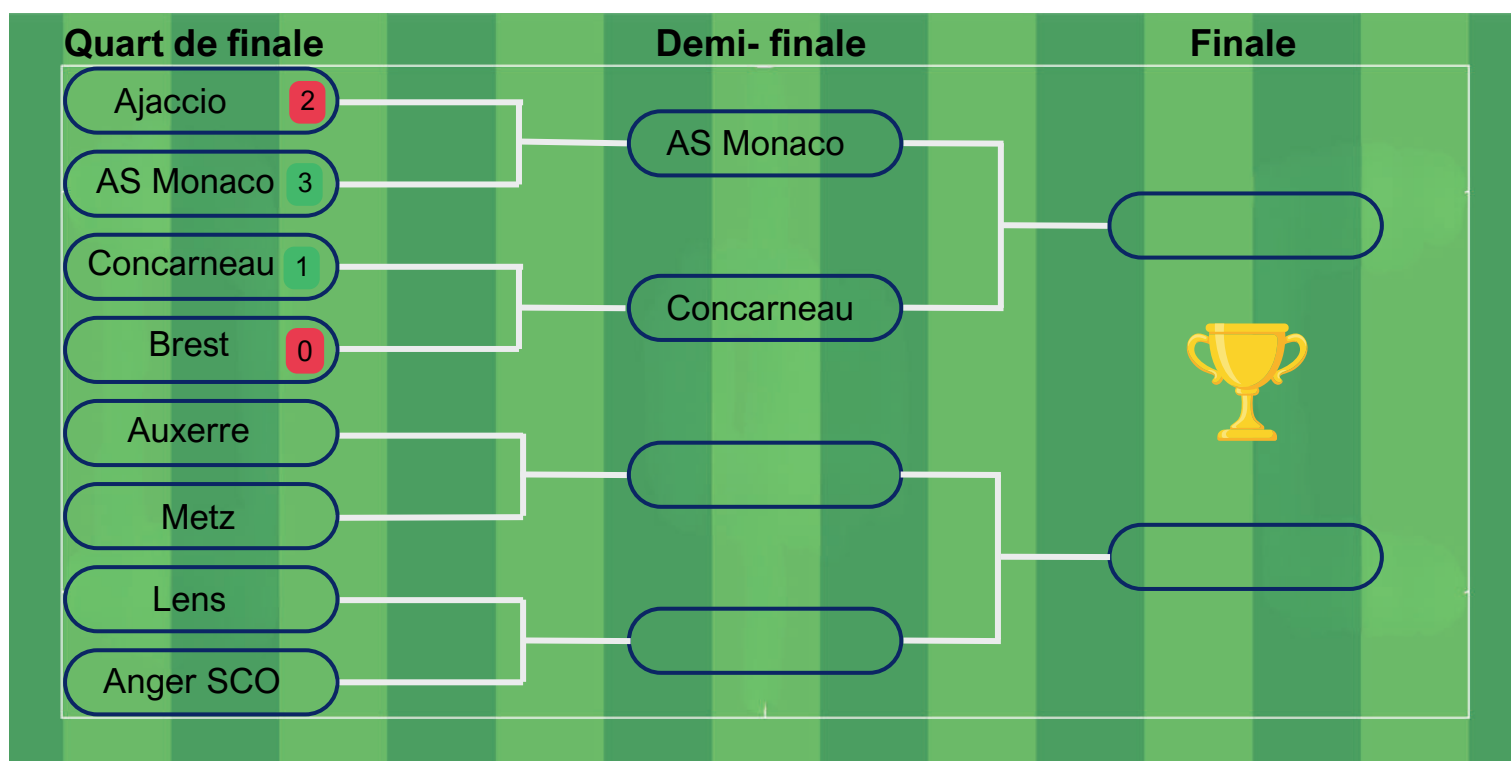 Quart de finale Demi- finale Finale
Ajaccio 2
AS Monaco 3
Concarneau 1
Brest 0
Auxerre
Metz
Lens
Anger SCO
AS Monaco
Concarneau